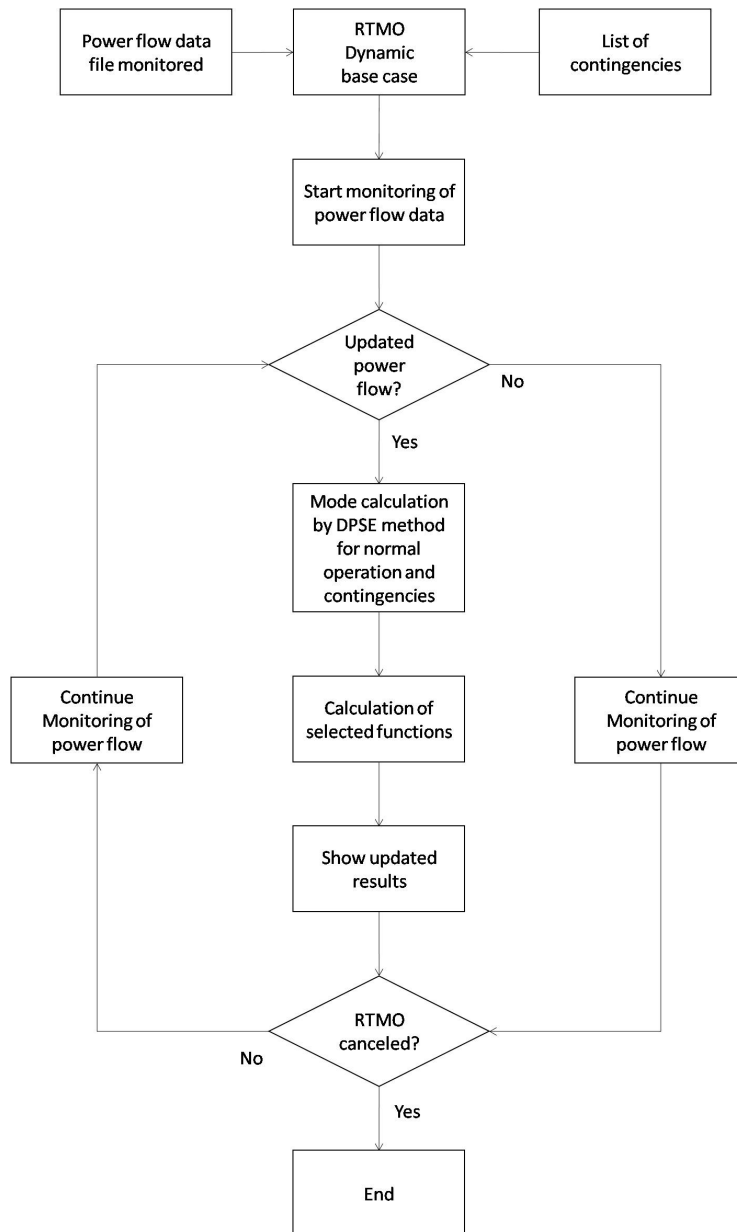 Power flow data
file monitored
RTMO
Dynamic
base case
List of
contingencies
Start monitoring of
power flow data
Updated
power
flow?
No
Yes
Mode calculation
by DPSE method
for normal
operation and
contingencies
Continue
Monitoring of
power flow
Calculation of
selected functions
Continue
Monitoring of
power flow
Show updated
results
RTMO
canceled?
No
Yes
End